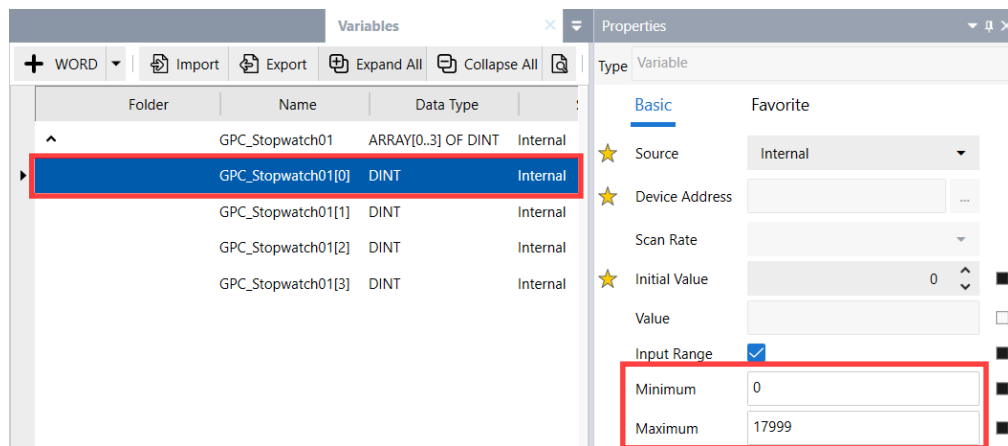 Variables
WORD Import Export Expand All Collapse All
Folder Name Data Type
GPC_Stopwatch01 ARRAY[0..3] OF DINT Internal
GPC_Stopwatch01[0] DINT Internal
GPC_Stopwatch01[1] DINT Internal
GPC_Stopwatch01[2] DINT Internal
GPC_Stopwatch01[3] DINT Internal
Properties
Type Variable
Basic Favorite
Source Internal
Device Address ...
Scan Rate
Initial Value 0
Value
Input Range
Minimum 0
Maximum 17999